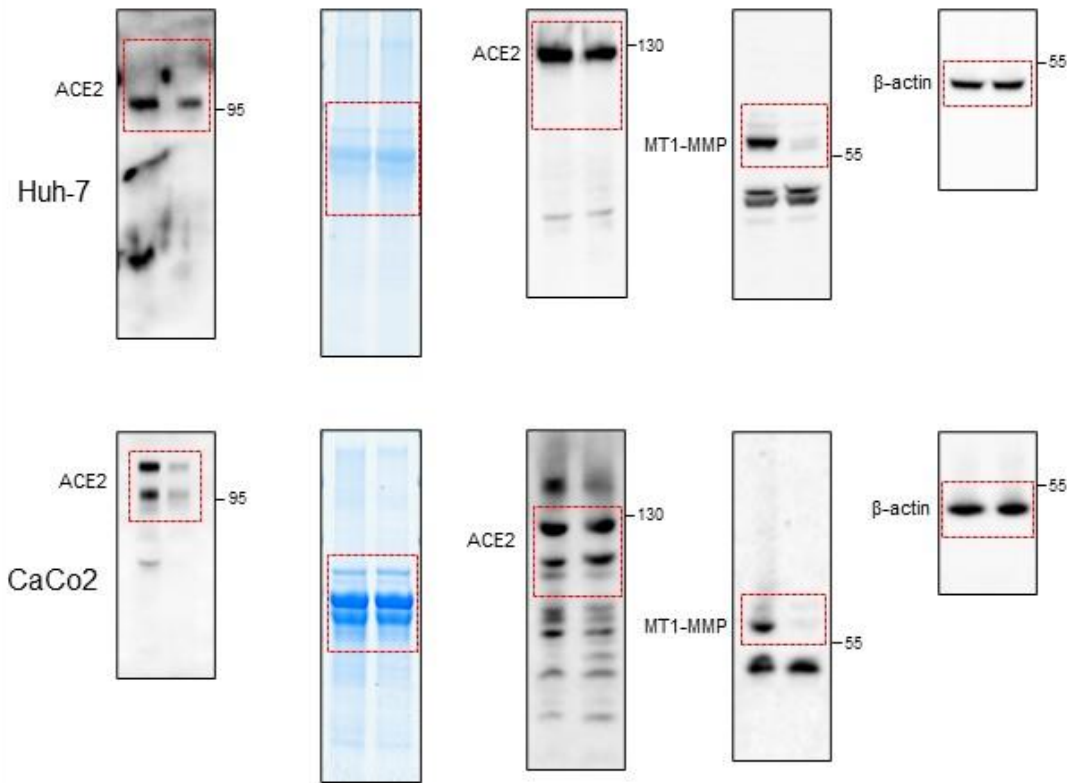 ACE2
95
Huh-7
ACE2
130
MT1-MMP
55
β-actin
55
ACE2
95
CaCo2
ACE2
130
MT1-MMP
55
β-actin
55